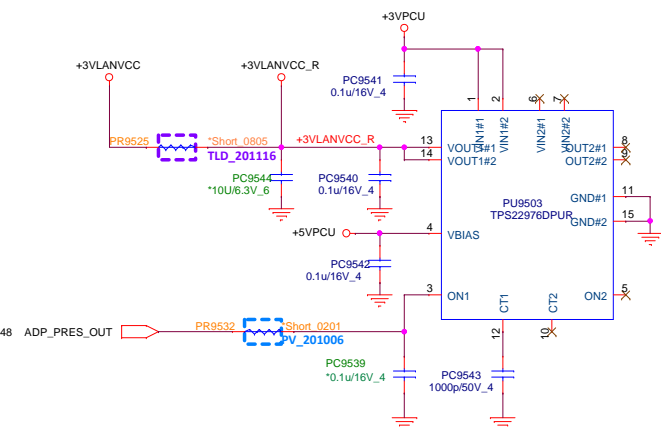 +3VPCU
+3VLANVCC
+3VLANVCC_R
PC9541
0.1u/16V_4
1
2
6
7
VIN1#1
VIN1#2
VIN2#1
VIN2#2
PR9525
*Short_0805
TLD_201116
+3VLANVCC_R
13
14
VOUT1#1
VOUT1#2
OUT2#1
OUT2#2
8
9
PC9544
*10U/6.3V_6
PC9540
0.1u/16V_4
PU9503
TPS22976DPUR
GND#1
GND#2
11
15
+5VPCU
4
VBIAS
PC9542
0.1u/16V_4
3
ON1
CT1
CT2
ON2
5
48 ADP_PRES_OUT
PR9532
*Short_0201
PV_201006
12
10
PC9539
*0.1u/16V_4
PC9543
1000p/50V_4